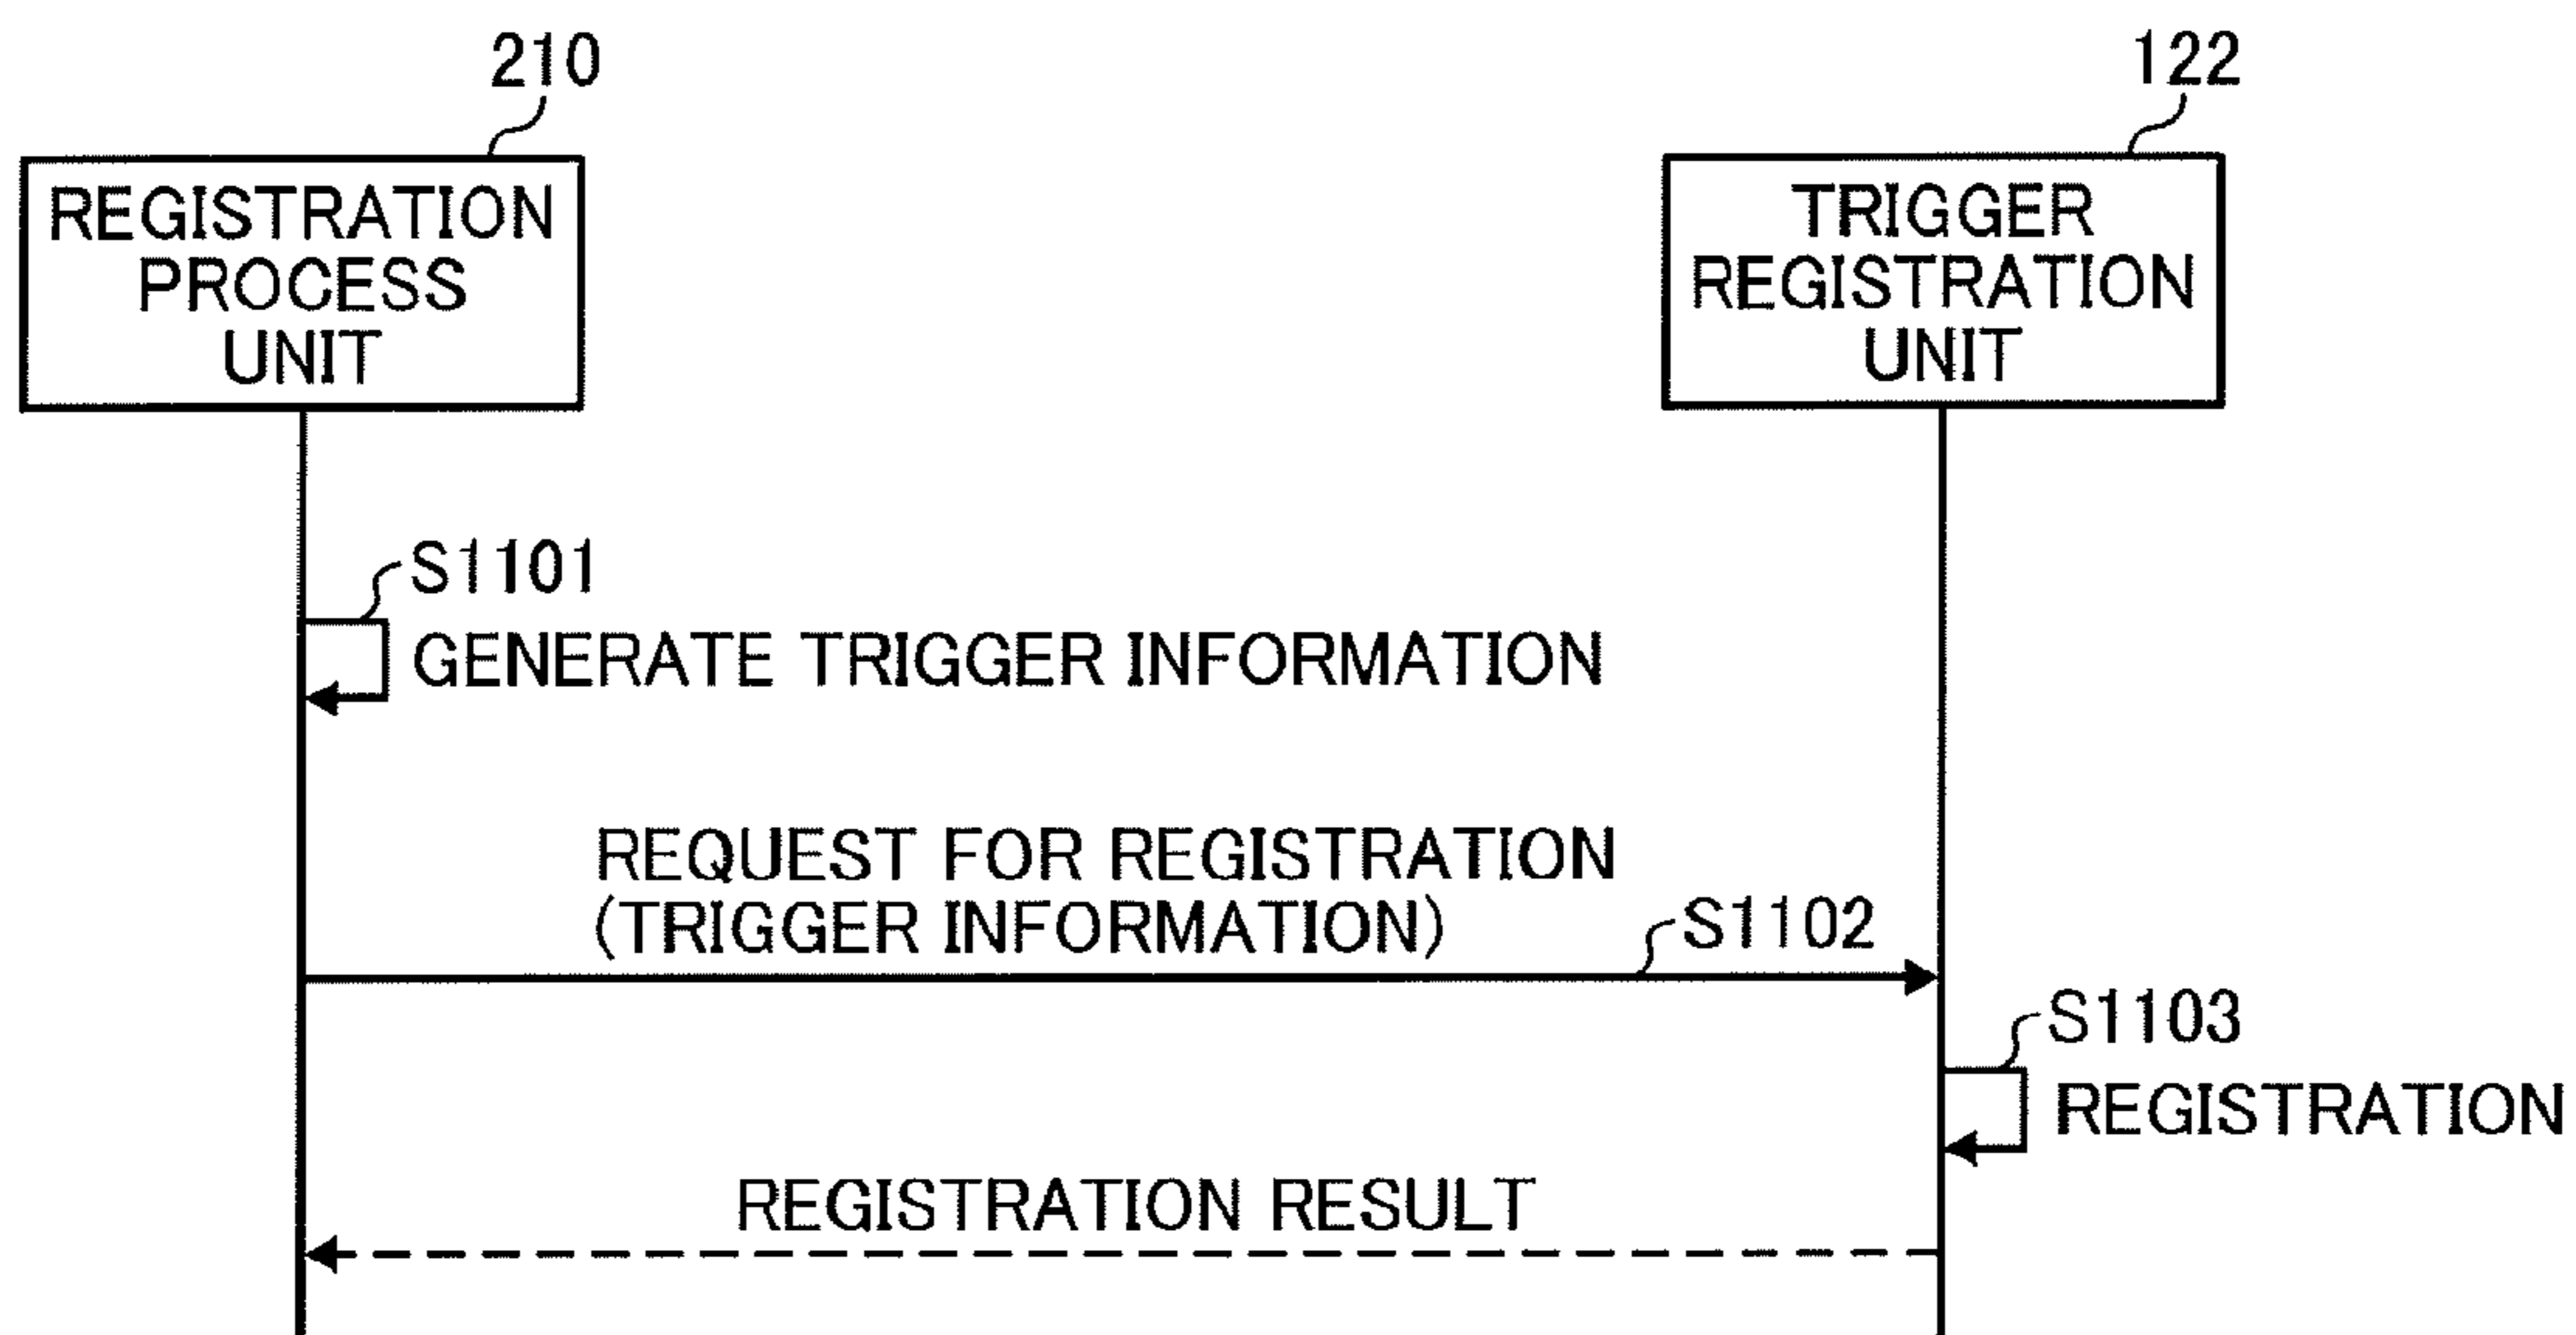 210
122
REGISTRATION
PROCESS
UNIT
TRIGGER
REGISTRATION
UNIT
S1101
GENERATE TRIGGER INFORMATION
REQUEST FOR REGISTRATION
(TRIGGER INFORMATION)
S1102
S1103
REGISTRATION
REGISTRATION RESULT